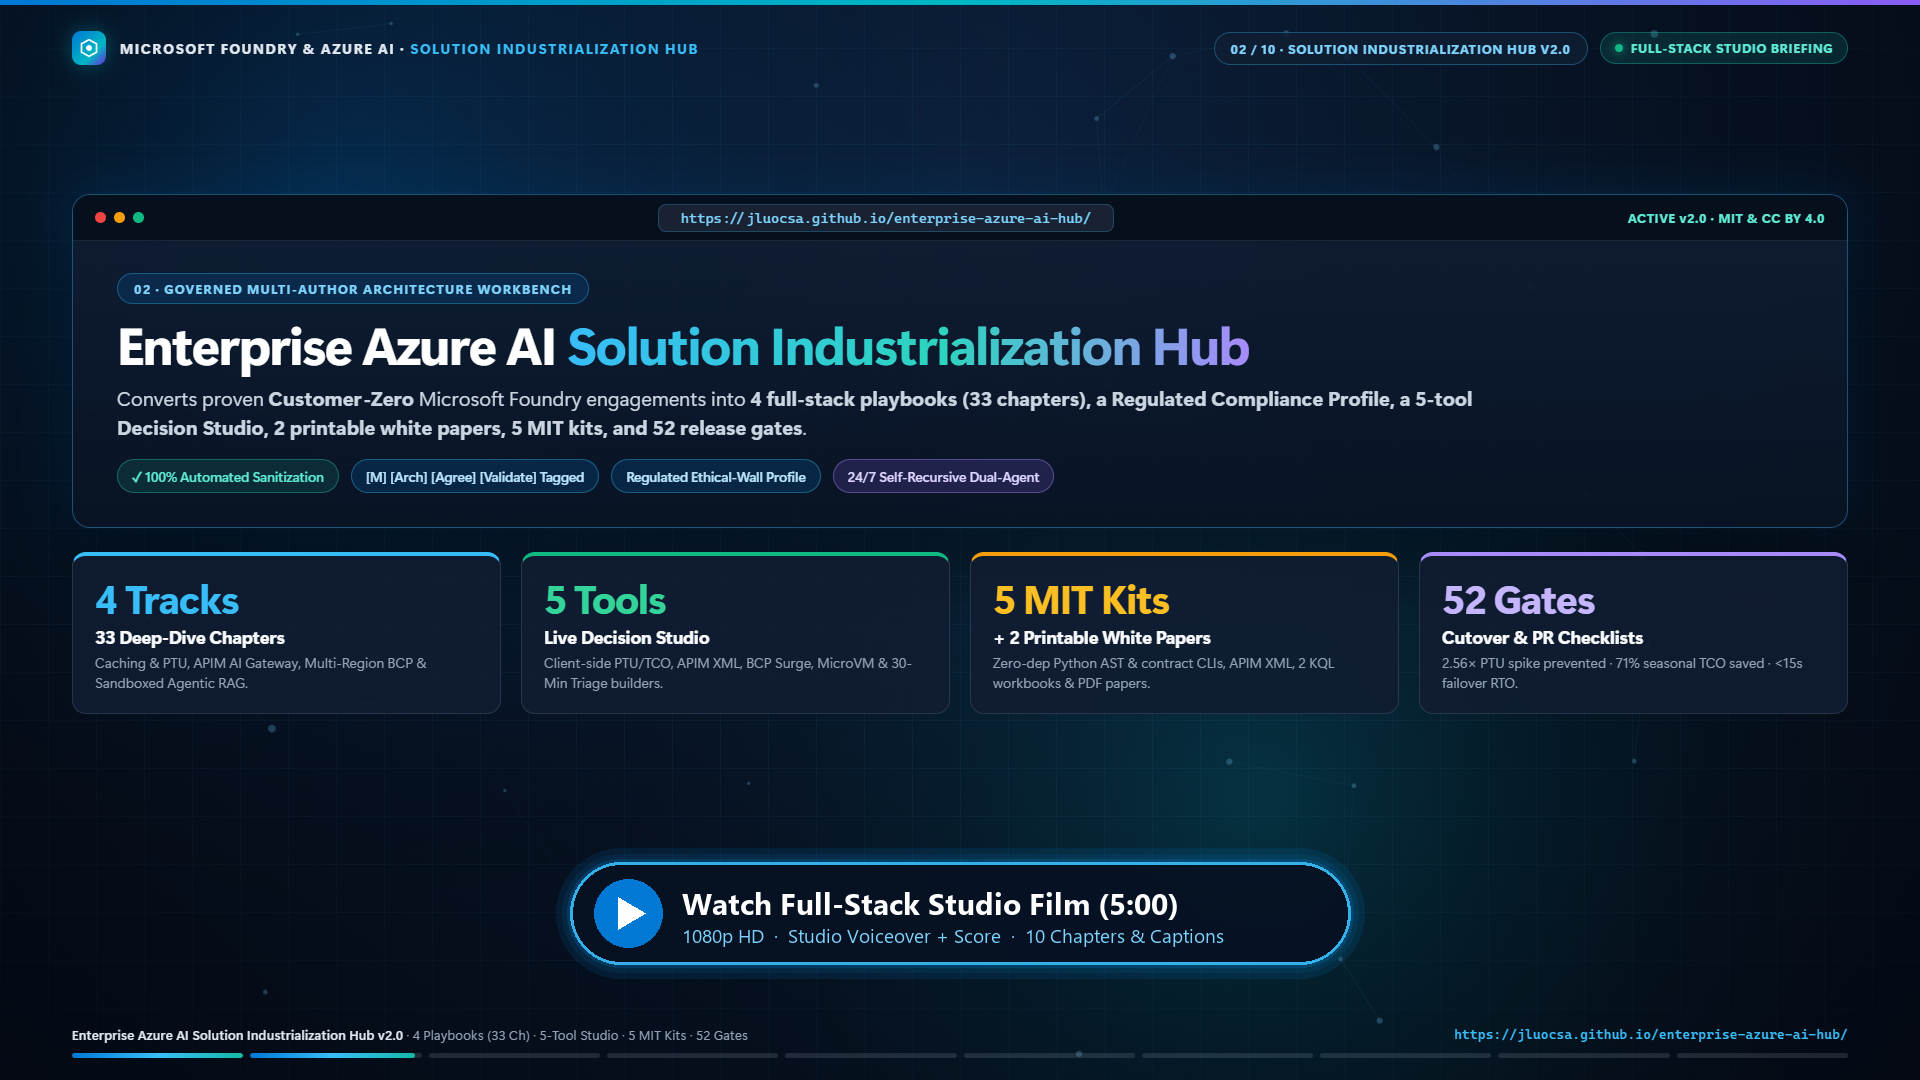 MICROSOFT FOUNDRY & AZURE AI · SOLUTION INDUSTRIALIZATION HUB
02 / 10 · SOLUTION INDUSTRIALIZATION HUB V2.0
FULL-STACK STUDIO BRIEFING
https://jluocsa.github.io/enterprise-azure-ai-hub/
ACTIVE v2.0 · MIT & CC BY 4.0
02 · GOVERNED MULTI-AUTHOR ARCHITECTURE WORKBENCH
Enterprise Azure AI Solution Industrialization Hub
Converts proven Customer-Zero Microsoft Foundry engagements into 4 full-stack playbooks (33 chapters), a Regulated Compliance Profile, a 5-tool
Decision Studio, 2 printable white papers, 5 MIT kits, and 52 release gates.
✓ 100% Automated Sanitization
[M] [Arch] [Agree] [Validate] Tagged
Regulated Ethical-Wall Profile
24/7 Self-Recursive Dual-Agent
4 Tracks
33 Deep-Dive Chapters
Caching & PTU, APIM AI Gateway, Multi-Region BCP &
Sandboxed Agentic RAG.
5 Tools
Live Decision Studio
Client-side PTU/TCO, APIM XML, BCP Surge, MicroVM & 30-
Min Triage builders.
5 MIT Kits
+ 2 Printable White Papers
Zero-dep Python AST & contract CLIs, APIM XML, 2 KQL
workbooks & PDF papers.
52 Gates
Cutover & PR Checklists
2.56× PTU spike prevented · 71% seasonal TCO saved · <15s
failover RTO.
Watch Full-Stack Studio Film (5:00)
1080p HD · Studio Voiceover + Score · 10 Chapters & Captions
Enterprise Azure AI Solution Industrialization Hub v2.0 · 4 Playbooks (33 Ch) · 5-Tool Studio · 5 MIT Kits · 52 Gates
https://jluocsa.github.io/enterprise-azure-ai-hub/